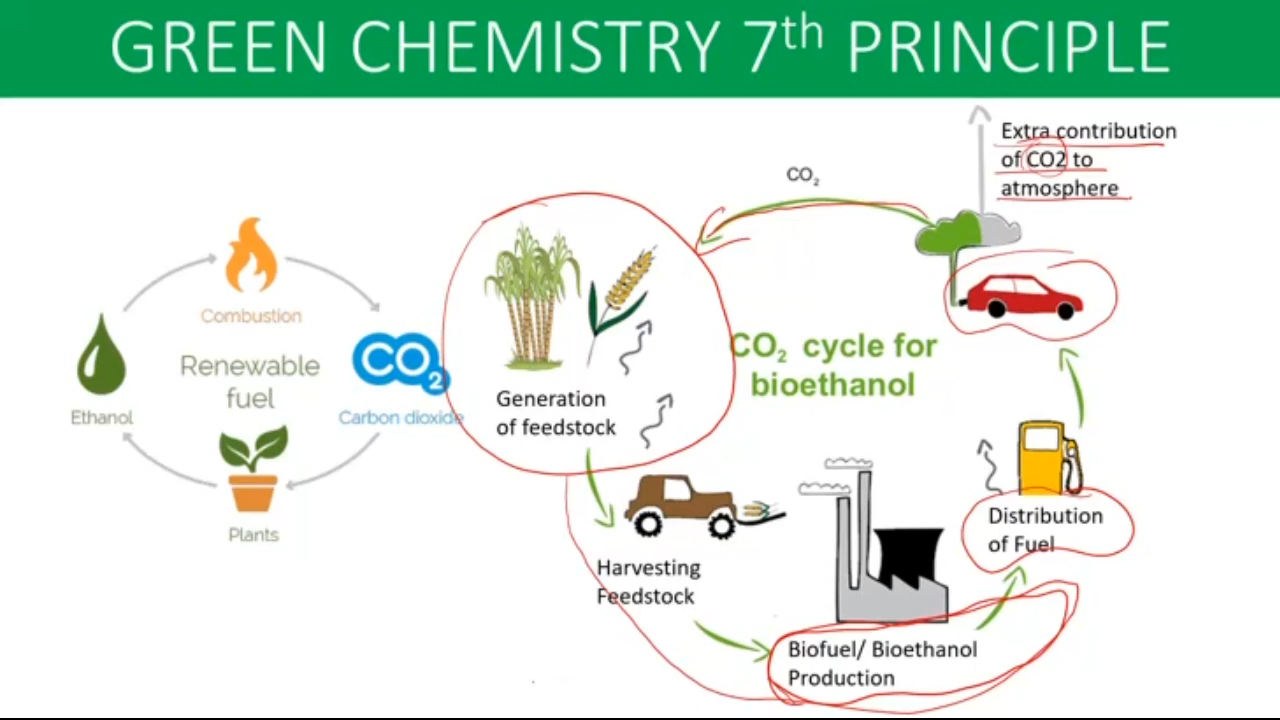 GREEN CHEMISTRY 7th PRINCIPLE
Extra contribution
of CO2 to
atmosphere
CO₂
Combustion
Renewable
fuel
Ethanol
CO₂
Carbon dioxide
Plants
Generation
of feedstock
CO₂ cycle for
bioethanol
Harvesting
Feedstock
Biofuel/ Bioethanol
Production
Distribution
of Fuel